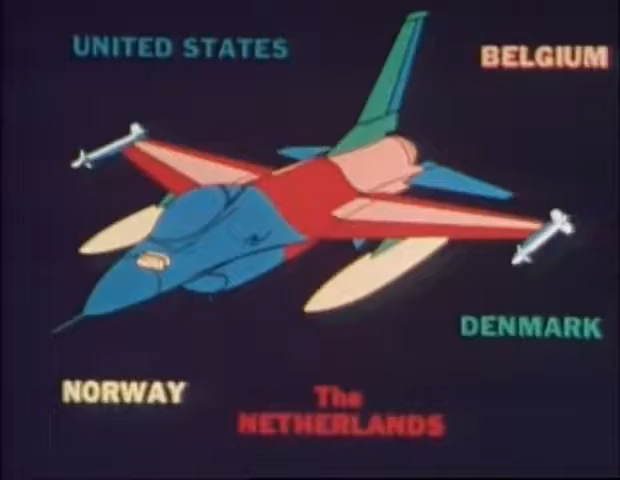 UNITED STATES
BELGIUM
DENMARK
NORWAY
The
NETHERLANDS